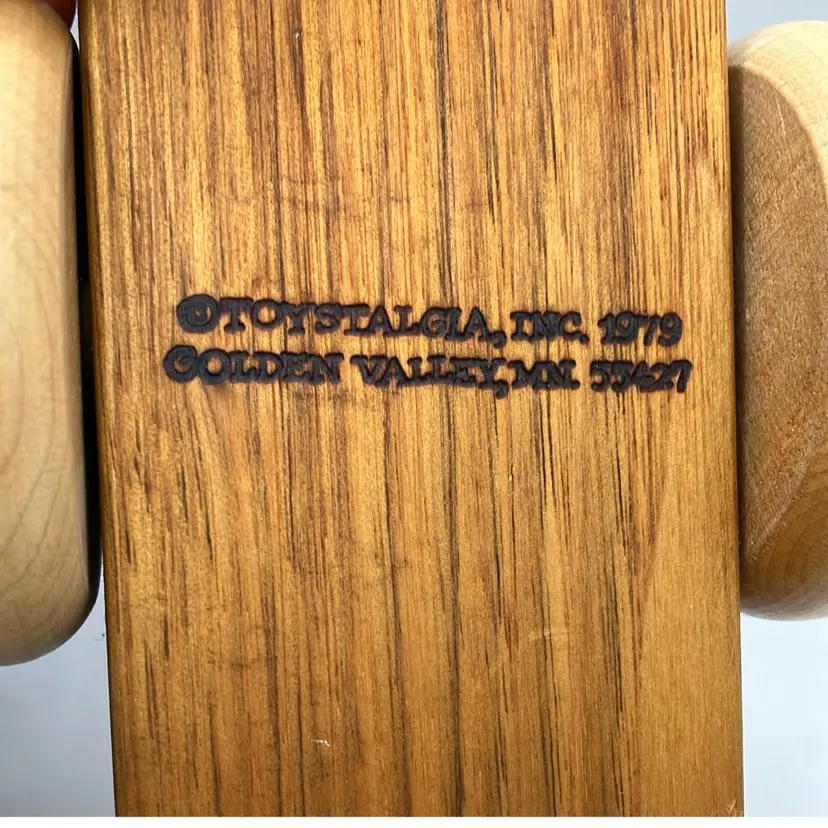 ©TOYSTALGIA, INC. 1979
GOLDEN VALLEY, MN. 55427